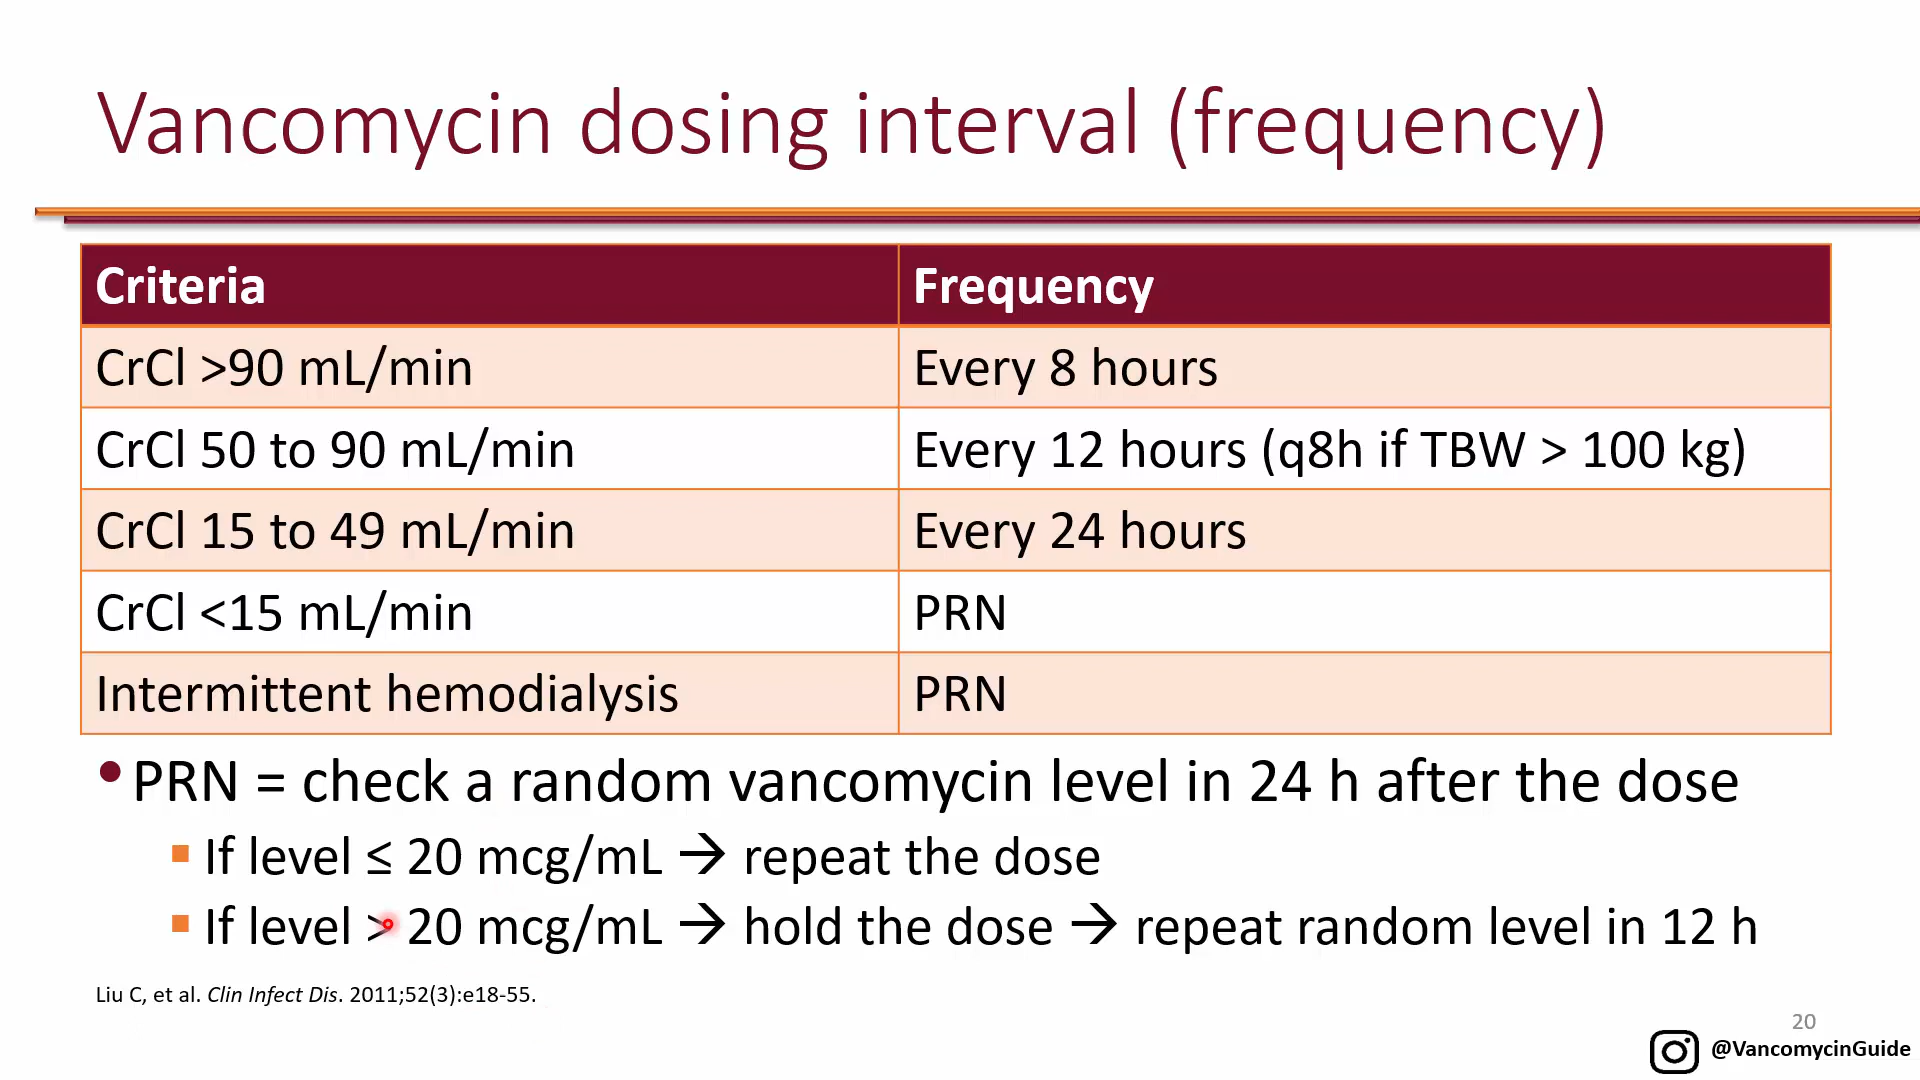 Vancomycin dosing interval (frequency)
Criteria Frequency
CrCl >90 mL/min Every 8 hours
CrCl 50 to 90 mL/min Every 12 hours (q8h if TBW > 100 kg)
CrCl 15 to 49 mL/min Every 24 hours
CrCl <15 mL/min PRN
Intermittent hemodialysis PRN
• PRN = check a random vancomycin level in 24 h after the dose
▪ If level ≤ 20 mcg/mL → repeat the dose
▪ If level > 20 mcg/mL → hold the dose → repeat random level in 12 h
Liu C, et al. Clin Infect Dis. 2011;52(3):e18-55.
20
@VancomycinGuide